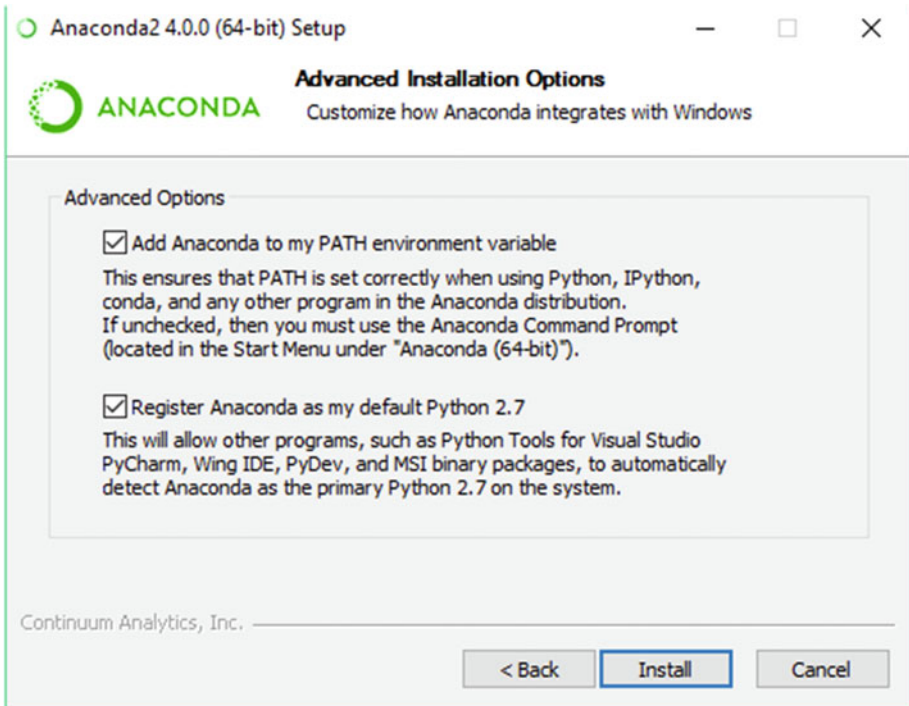 Anaconda2 4.0.0 (64-bit) Setup
ANACONDA
Advanced Installation Options
Customize how Anaconda integrates with Windows
Advanced Options
Add Anaconda to my PATH environment variable
This ensures that PATH is set correctly when using Python, IPython,
conda, and any other program in the Anaconda distribution.
If unchecked, then you must use the Anaconda Command Prompt
(located in the Start Menu under "Anaconda (64-bit)").
Register Anaconda as my default Python 2.7
This will allow other programs, such as Python Tools for Visual Studio
PyCharm, Wing IDE, PyDev, and MSI binary packages, to automatically
detect Anaconda as the primary Python 2.7 on the system.
Continuum Analytics, Inc.
< Back Install Cancel